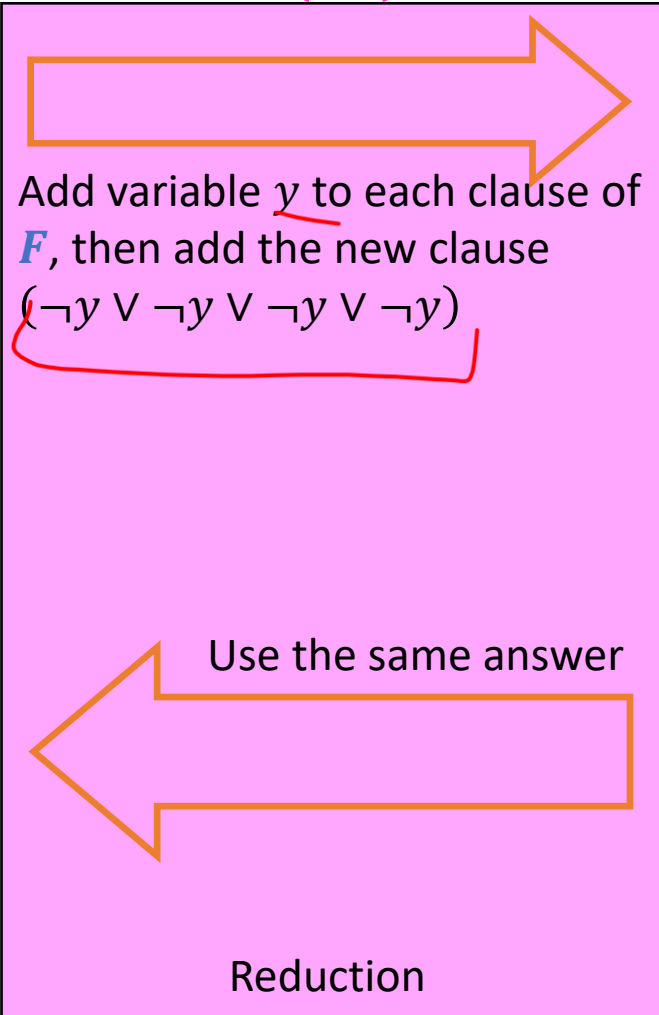 Add variable 𝑦 to each clause of
𝑭, then add the new clause
(¬𝑦 ∨ ¬𝑦 ∨ ¬𝑦 ∨ ¬𝑦)
Use the same answer
Reduction